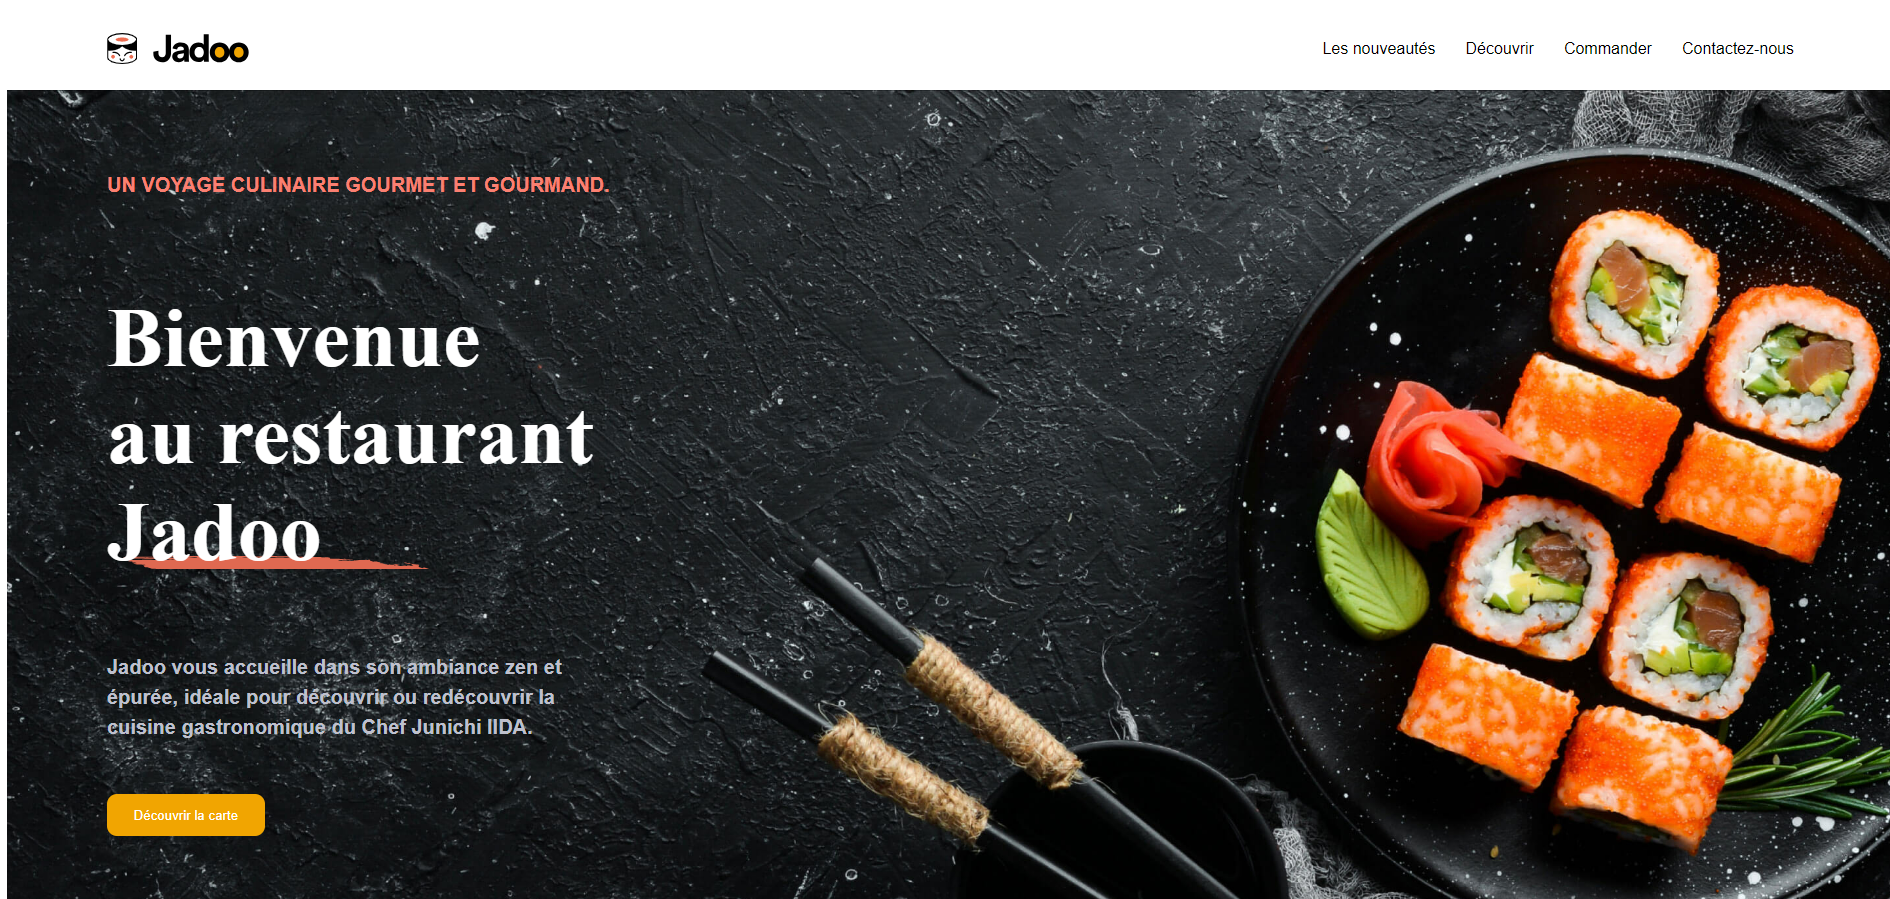 Jadoo
Les nouveautés Découvrir Commander Contactez-nous
UN VOYAGE CULINAIRE GOURMET ET GOURMAND.
Bienvenue
au restaurant
Jadoo
Jadoo vous accueille dans son ambiance zen et
épurée, idéale pour découvrir ou redécouvrir la
cuisine gastronomique du Chef Junichi IIDA.
Découvrir la carte